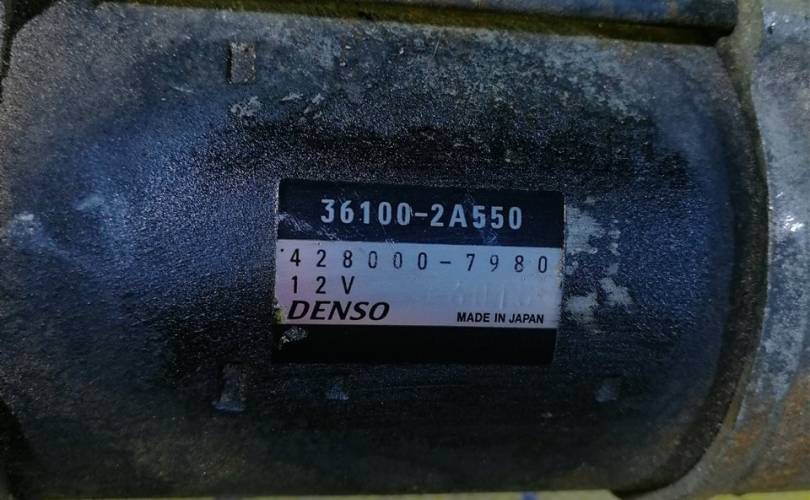 36100-2A550
428000-7980
12V
DENSO MADE IN JAPAN